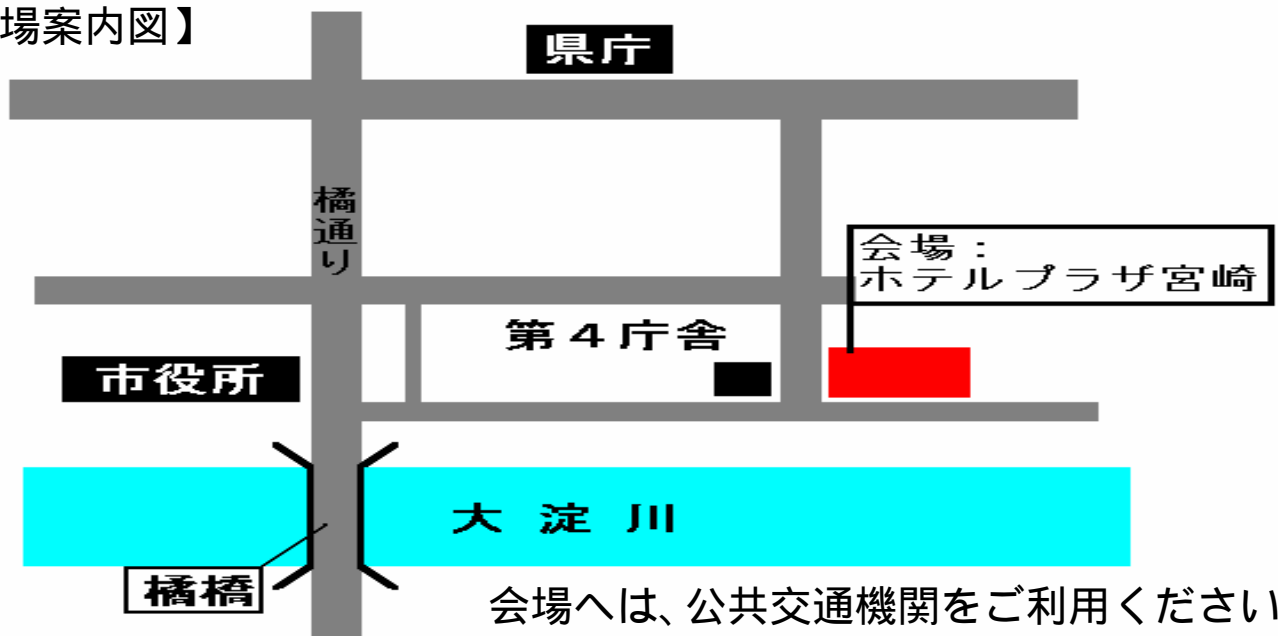 場案内図】
県庁
橘通り
会場：
ホテルプラザ宮崎
第４庁舎
市役所
大淀川
橘橋
会場へは、公共交通機関をご利用ください